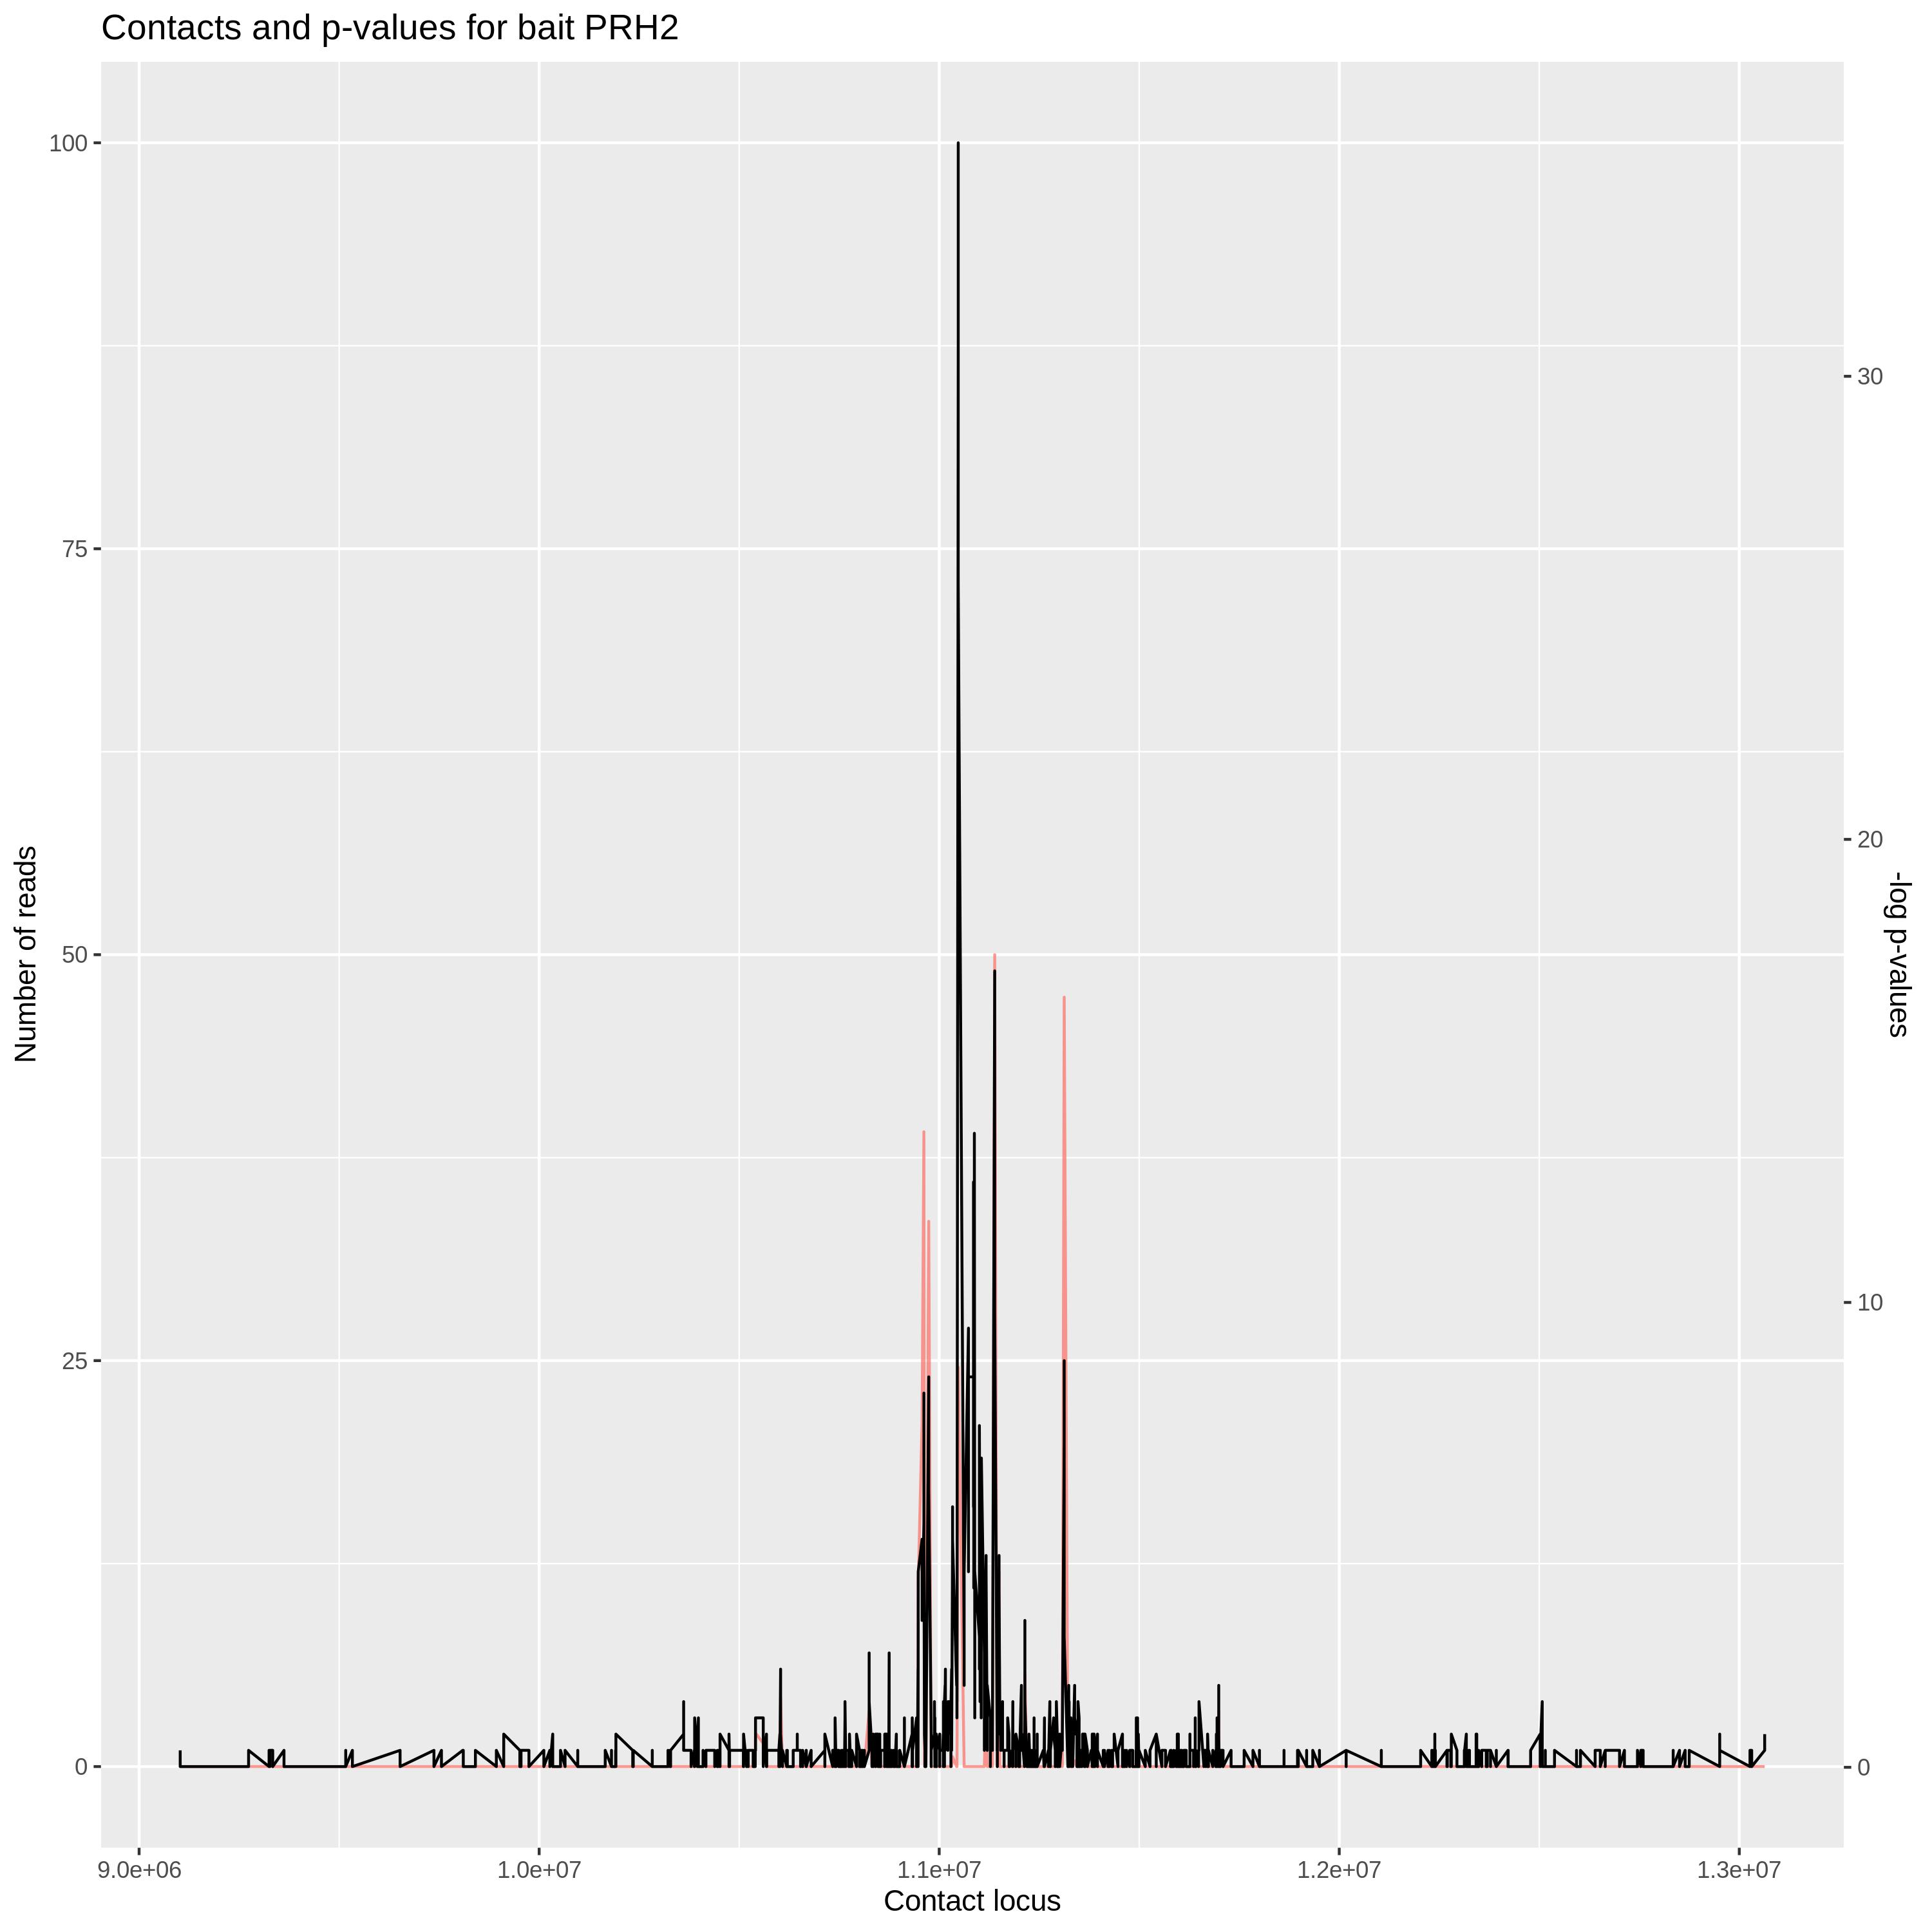 Contacts and p-values for bait PRH2
100
75
50
25
0
Number of reads
30
20
10
0
-log p-values
9.0e+06
1.0e+07
1.1e+07
1.2e+07
1.3e+07
Contact locus